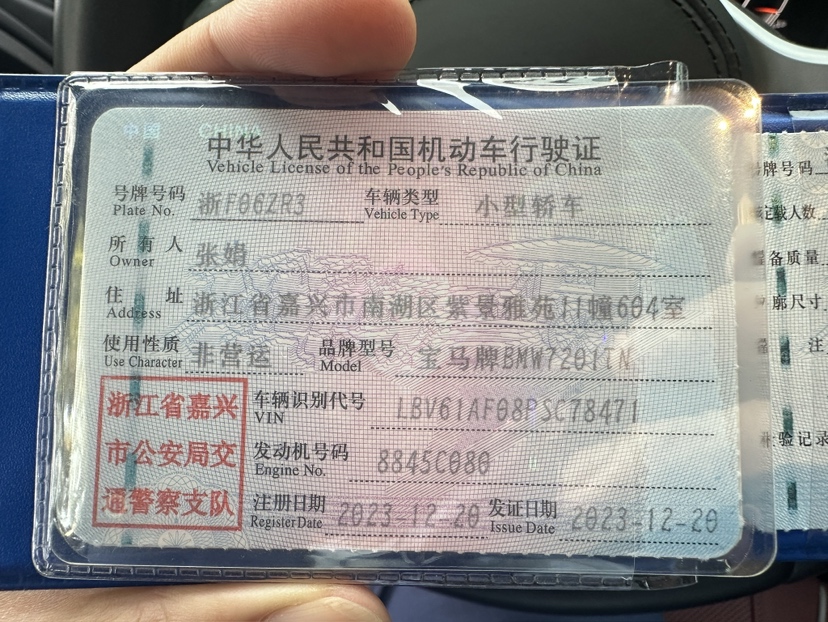 中国 CHINA
中华人民共和国机动车行驶证
Vehicle License of the People's Republic of China
号牌号码 浙F06ZR3 车辆类型 小型轿车
Plate No. Vehicle Type
所有人 张娟
Owner
住址 浙江省嘉兴市南湖区紫景雅苑11幢604室
Address
使用性质 非营运 品牌型号 宝马牌BMW7201TN
Use Character Model
浙江省嘉兴
市公安局交
通警察支队
车辆识别代号 LBV61AF08PSC78471
VIN
发动机号码 8845C080
Engine No.
注册日期 2023-12-20 发证日期 2023-12-20
Register Date Issue Date
号牌号码
定载人数
备质量
廓尺寸
注
验记录